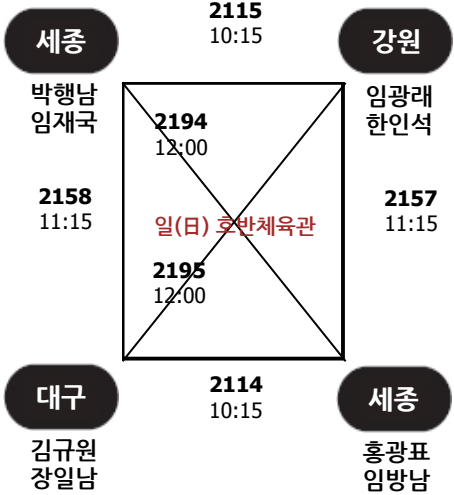 2115
10:15
세종
강원
박행남
임재국
임광래
한인석
2194
12:00
2158
11:15
2157
11:15
일(日) 호반체육관
2195
12:00
대구
2114
10:15
세종
김규원
장일남
홍광표
임방남